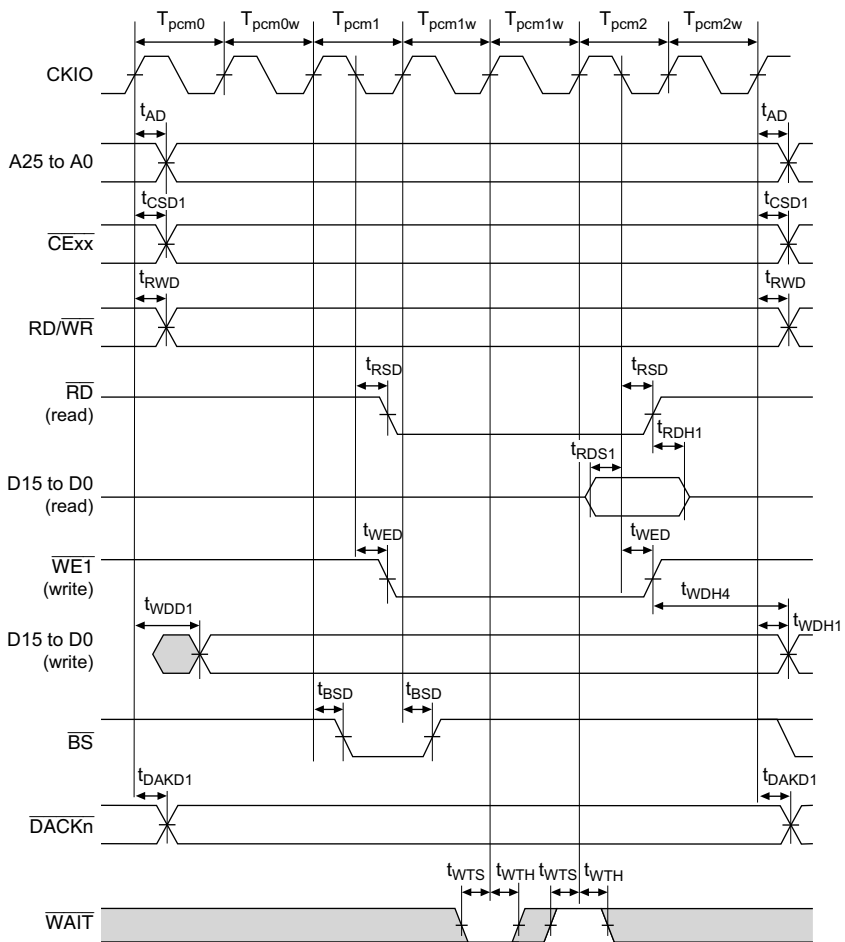 Tpcm0 Tpcm0w Tpcm1 Tpcm1w Tpcm1w Tpcm2 Tpcm2w
CKIO
tAD tAD
A25 to A0
tCSD1 tCSD1
CExx
tRWD tRWD
RD/WR
tRSD tRSD
RD
(read)
tRDH1
tRDS1
D15 to D0
(read)
tWED tWED
WE1
(write)
tWDH4
tWDD1 tWDH1
D15 to D0
(write)
tBSD tBSD
BS
tDAKD1 tDAKD1
DACKn
tWTS tWTH tWTS tWTH
WAIT